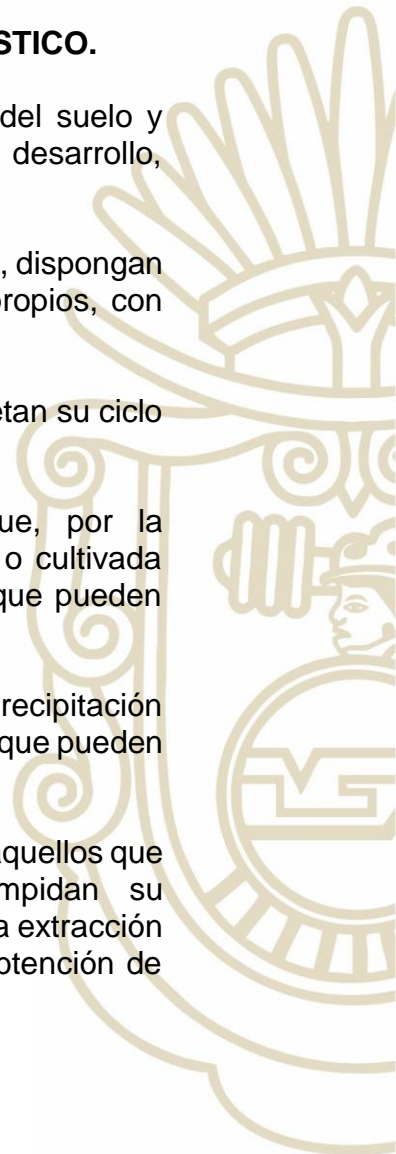 STICO.
del suelo y
desarrollo,
, dispongan
propios, con
etan su ciclo
ue, por la
o cultivada
que pueden
recipitación
que pueden
aquellos que
mpidan su
a extracción
otención de